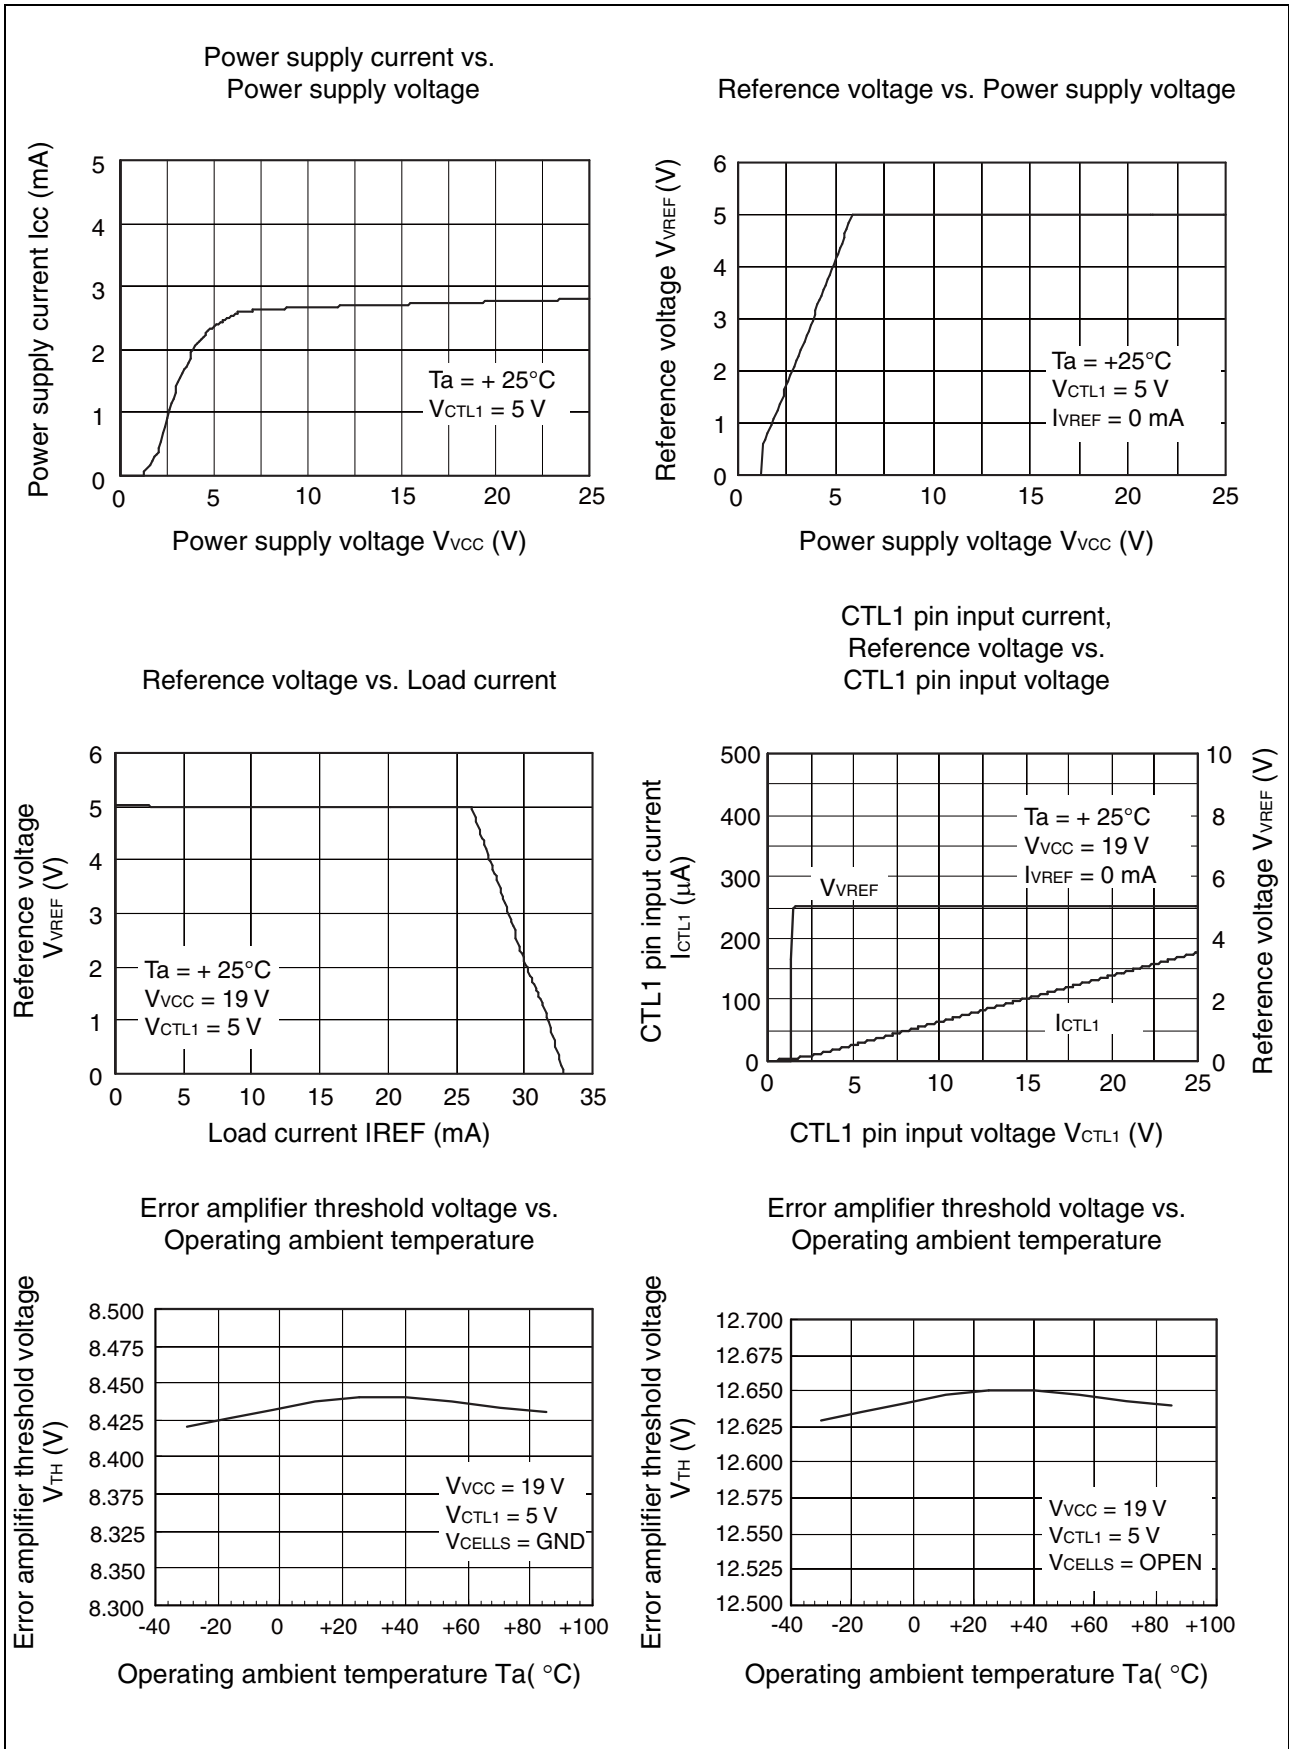 Power supply current vs.
Power supply voltage
Power supply current Icc (mA)
5
4
3
2
1
0
Ta = + 25°C
VCTL1 = 5 V
0 5 10 15 20 25
Power supply voltage VVCC (V)
Reference voltage vs. Power supply voltage
Reference voltage VVREF (V)
6
5
4
3
2
1
0
Ta = +25°C
VCTL1 = 5 V
IVREF = 0 mA
0 5 10 15 20 25
Power supply voltage VVCC (V)
Reference voltage vs. Load current
Reference voltage
VVREF (V)
6
5
4
3
2
1
0
Ta = + 25°C
VVCC = 19 V
VCTL1 = 5 V
0 5 10 15 20 25 30 35
Load current IREF (mA)
CTL1 pin input current,
Reference voltage vs.
CTL1 pin input voltage
CTL1 pin input current
ICTL1 (μA)
500
400
300
200
100
0
Ta = + 25°C
VVCC = 19 V
IVREF = 0 mA
VVREF
ICTL1
10
8
6
4
2
0
Reference voltage VVREF (V)
0 5 10 15 20 25
CTL1 pin input voltage VCTL1 (V)
Error amplifier threshold voltage vs.
Operating ambient temperature
Error amplifier threshold voltage
VTH (V)
8.500
8.475
8.450
8.425
8.400
8.375
8.325
8.350
8.300
VVCC = 19 V
VCTL1 = 5 V
VCELLS = GND
-40 -20 0 +20 +40 +60 +80 +100
Operating ambient temperature Ta( °C)
Error amplifier threshold voltage vs.
Operating ambient temperature
Error amplifier threshold voltage
VTH (V)
12.700
12.675
12.650
12.625
12.600
12.575
12.550
12.525
12.500
VVCC = 19 V
VCTL1 = 5 V
VCELLS = OPEN
-40 -20 0 +20 +40 +60 +80 +100
Operating ambient temperature Ta( °C)